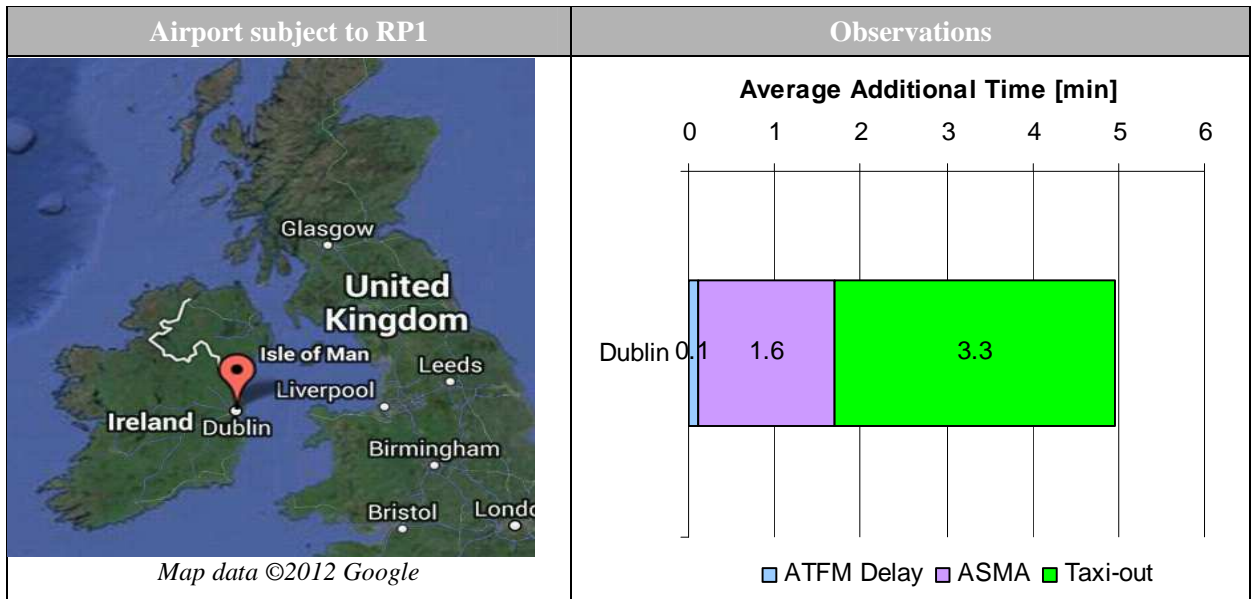 Airport subject to RP1
Observations
Glasgow
United
Kingdom
Isle of Man
Leeds
Liverpool
Ireland
Dublin
Birmingham
Bristol
Londo
Map data ©2012 Google
Average Additional Time [min]
0 1 2 3 4 5 6
Dublin 0.1 1.6 3.3
ATFM Delay ASMA Taxi-out